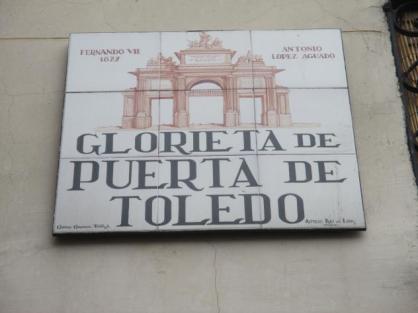 FERNANDO VII
1827
ANTONIO
LOPEZ AGUADO
GLORIETA DE
PUERTA DE
TOLEDO